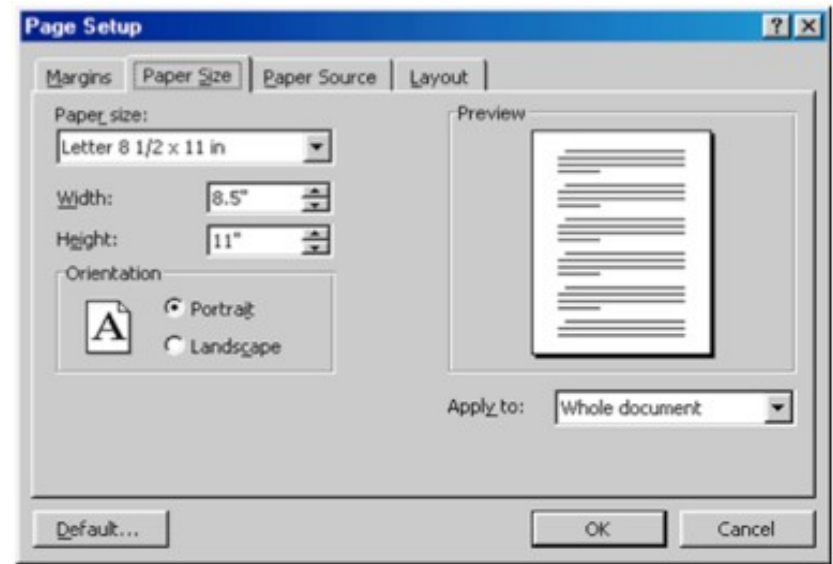 Page Setup
Margins Paper Size Paper Source Layout
Paper size:
Letter 8 1/2 x 11 in
Width: 8.5"
Height: 11"
Orientation
A
Portrait
Landscape
Preview
Apply to: Whole document
Default... OK Cancel